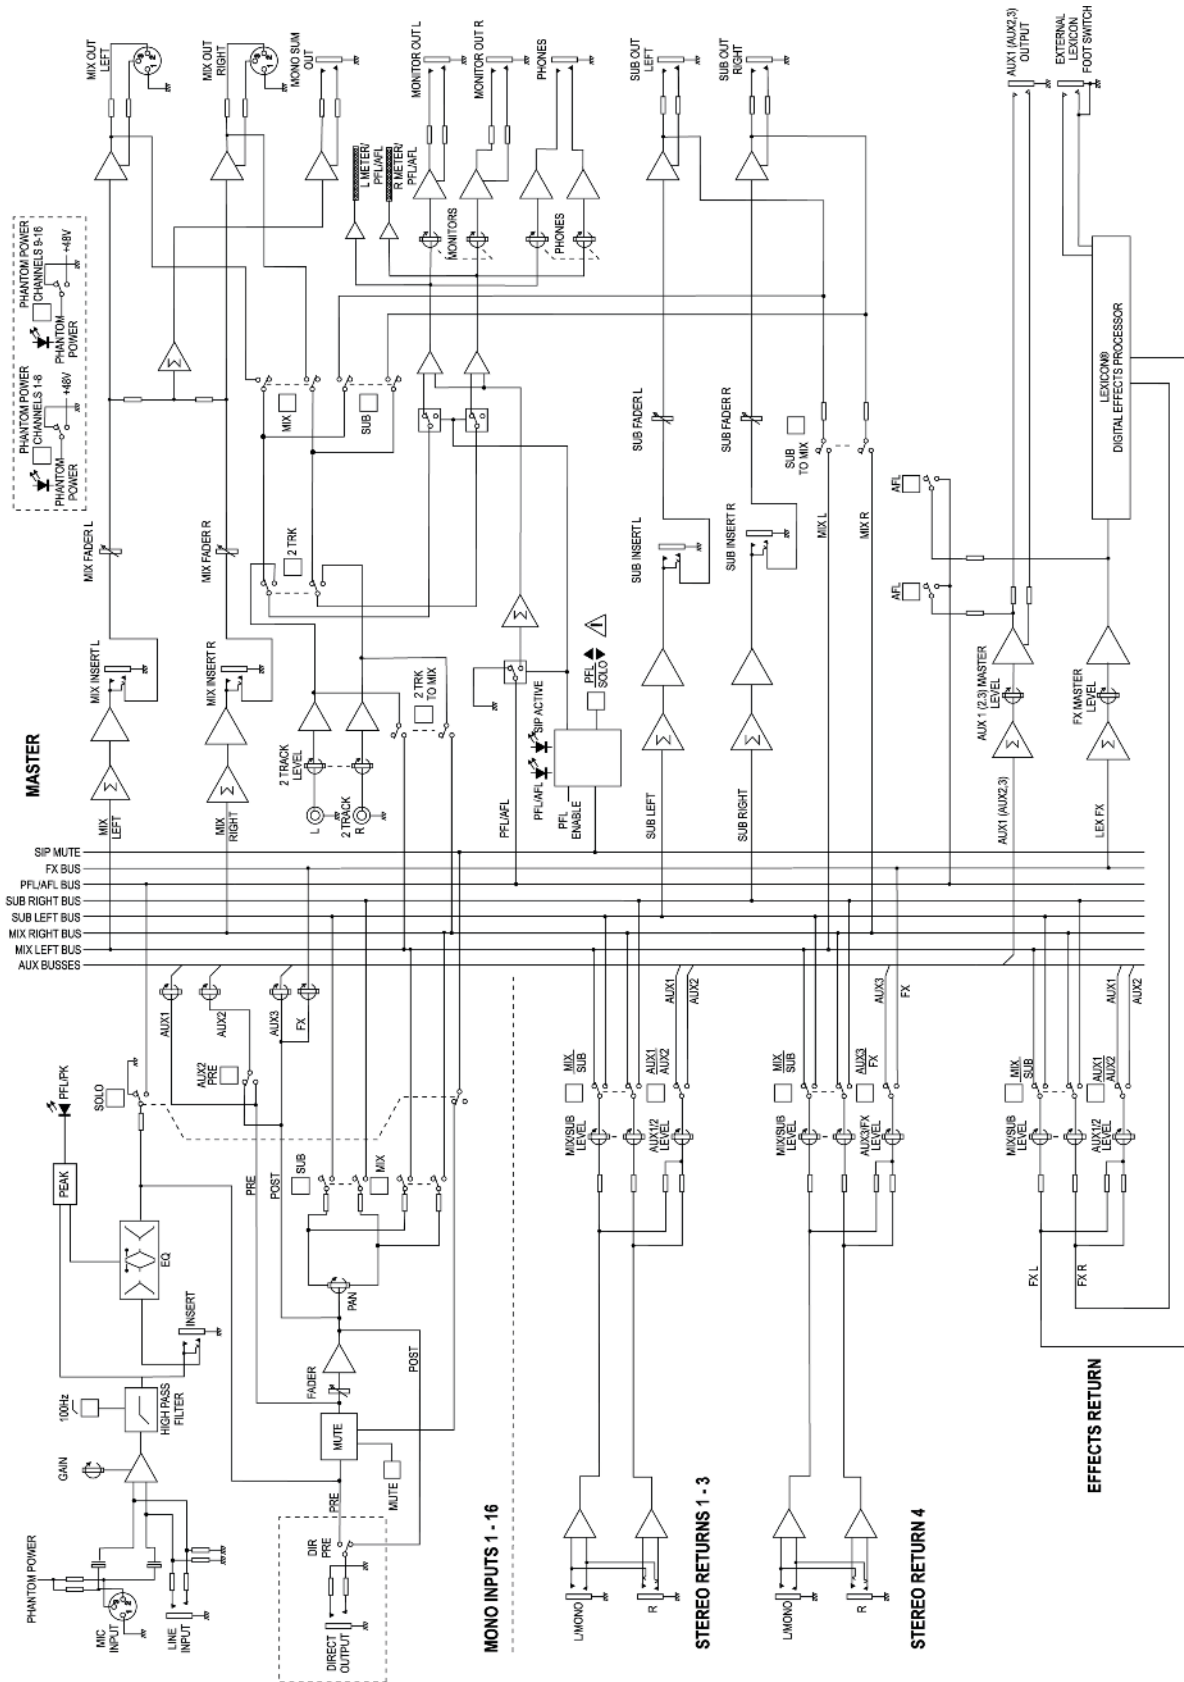 MIX OUT
LEFT
MIX OUT
RIGHT
MONO SUM
OUT
MONITOR OUT L
MONITOR OUT R
PHONES
SUB OUT
LEFT
SUB OUT
RIGHT
AUX1 (AUX2,3)
OUTPUT
EXTERNAL
LEXICON
FOOT SWITCH
L METER/
PFL/AFL
R METER/
PFL/AFL
MONITORS
PHONES
PHANTOM POWER
CHANNELS 9-16
+48V
PHANTOM
POWER
PHANTOM POWER
CHANNELS 1-8
+48V
PHANTOM
POWER
Σ
MIX
SUB
LEXICON®
DIGITAL EFFECTS PROCESSOR
MIX FADER L
MIX FADER R
2 TRK
SUB FADER L
SUB FADER R
SUB
TO MIX
MIX INSERT L
MIX INSERT R
SUB INSERT L
SUB INSERT R
MIX L
MIX R
AFL
AFL
Σ
2 TRK
TO MIX
PFL
SOLO
SIP ACTIVE
PFL/AFL
PFL
ENABLE
MASTER
Σ
MIX
LEFT
Σ
MIX
RIGHT
2 TRACK
LEVEL
L
2 TRACK
R
PFL/AFL
Σ
SUB LEFT
Σ
SUB RIGHT
AUX 1 (2.3) MASTER
LEVEL
Σ
AUX1 (AUX2,3)
FX MASTER
LEVEL
Σ
LEX FX
SIP MUTE
FX BUS
PFL/AFL BUS
SUB RIGHT BUS
SUB LEFT BUS
MIX RIGHT BUS
MIX LEFT BUS
AUX BUSSES
AUX1
AUX2
AUX3
FX
AUX1
AUX2
AUX3
FX
AUX1
AUX2
PFL/PK
SOLO
AUX2
PRE
MIX
SUB
AUX1
AUX2
MIX
SUB
AUX3
FX
MIX
SUB
AUX1
AUX2
MIX/SUB
LEVEL
AUX1/2
LEVEL
MIX/SUB
LEVEL
AUX3/FX
LEVEL
MIX/SUB
LEVEL
AUX1/2
LEVEL
PEAK
EQ
PRE
POST
SUB
MIX
FX L
FX R
INSERT
PAN
100Hz
HIGH PASS
FILTER
FADER
POST
GAIN
MUTE
MUTE
PRE
PHANTOM POWER
MIC
INPUT
3
2
1
LINE
INPUT
DIR
PRE
DIRECT
OUTPUT
MONO INPUTS 1 - 16
L/MONO
R
STEREO RETURNS 1 - 3
L/MONO
R
STEREO RETURN 4
EFFECTS RETURN